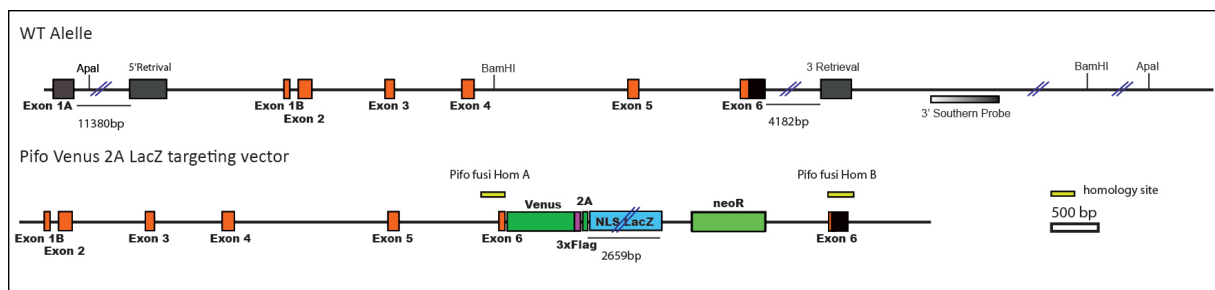 WT Alelle
ApaI
5'Retrival
BamHI
3 Retrieval
BamHI
ApaI
Exon 1A
Exon 1B
Exon 2
Exon 3
Exon 4
Exon 5
Exon 6
11380bp
4182bp
3' Southern Probe
Pifo Venus 2A LacZ targeting vector
Pifo fusi Hom A
Pifo fusi Hom B
homology site
Venus
2A
NLS LacZ
neoR
500 bp
Exon 1B
Exon 2
Exon 3
Exon 4
Exon 5
Exon 6
3xFlag
2659bp
Exon 6